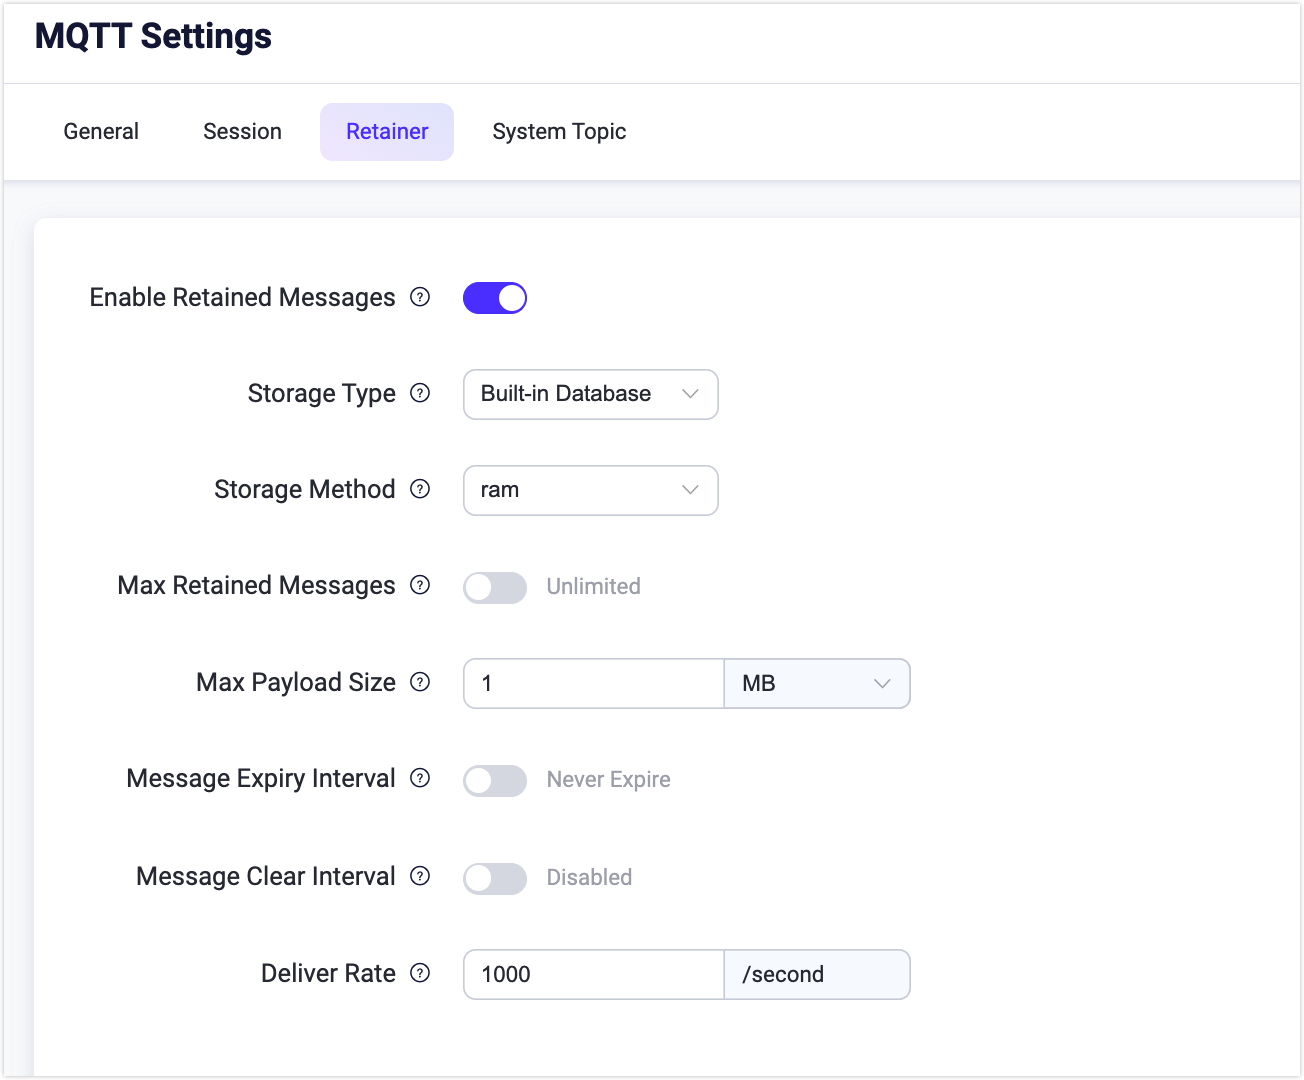 MQTT Settings
General Session Retainer System Topic
Enable Retained Messages ?
Storage Type ? Built-in Database
Storage Method ? ram
Max Retained Messages ? Unlimited
Max Payload Size ? 1 MB
Message Expiry Interval ? Never Expire
Message Clear Interval ? Disabled
Deliver Rate ? 1000 /second